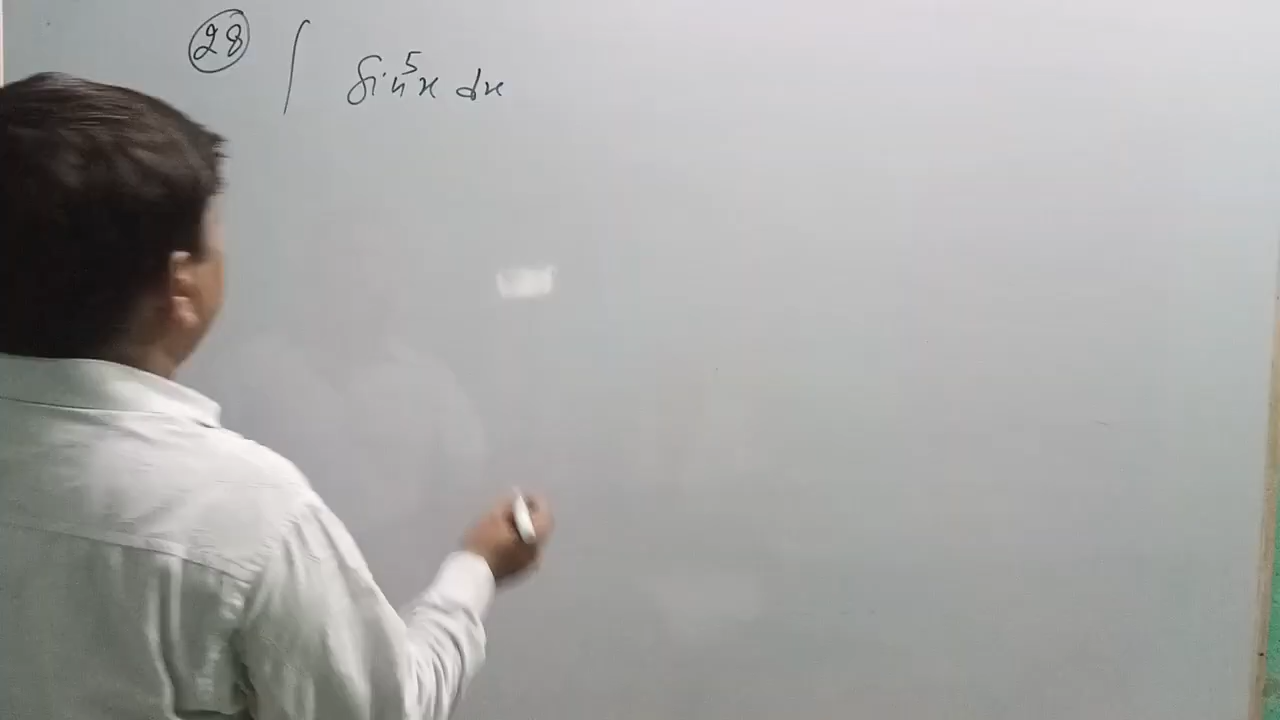 28 ∫ sin⁵x dx